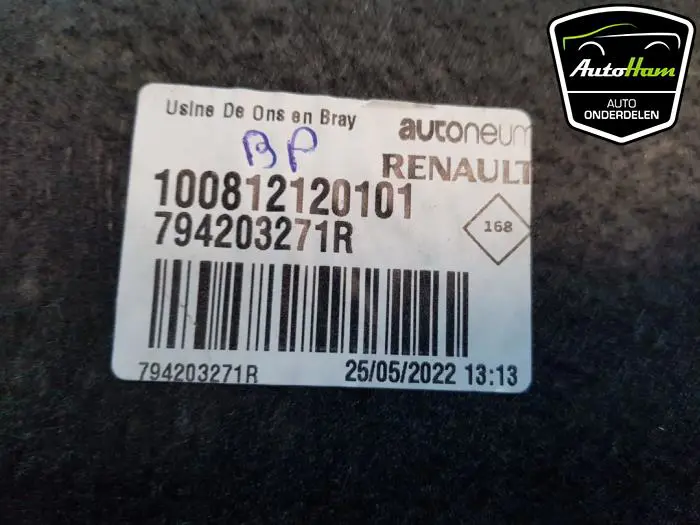 Usine De Ons en Bray
autoneum
BP
RENAULT
100812120101
794203271R
168
794203271R
25/05/2022 13:13
AutoHam
AUTO
ONDERDELEN